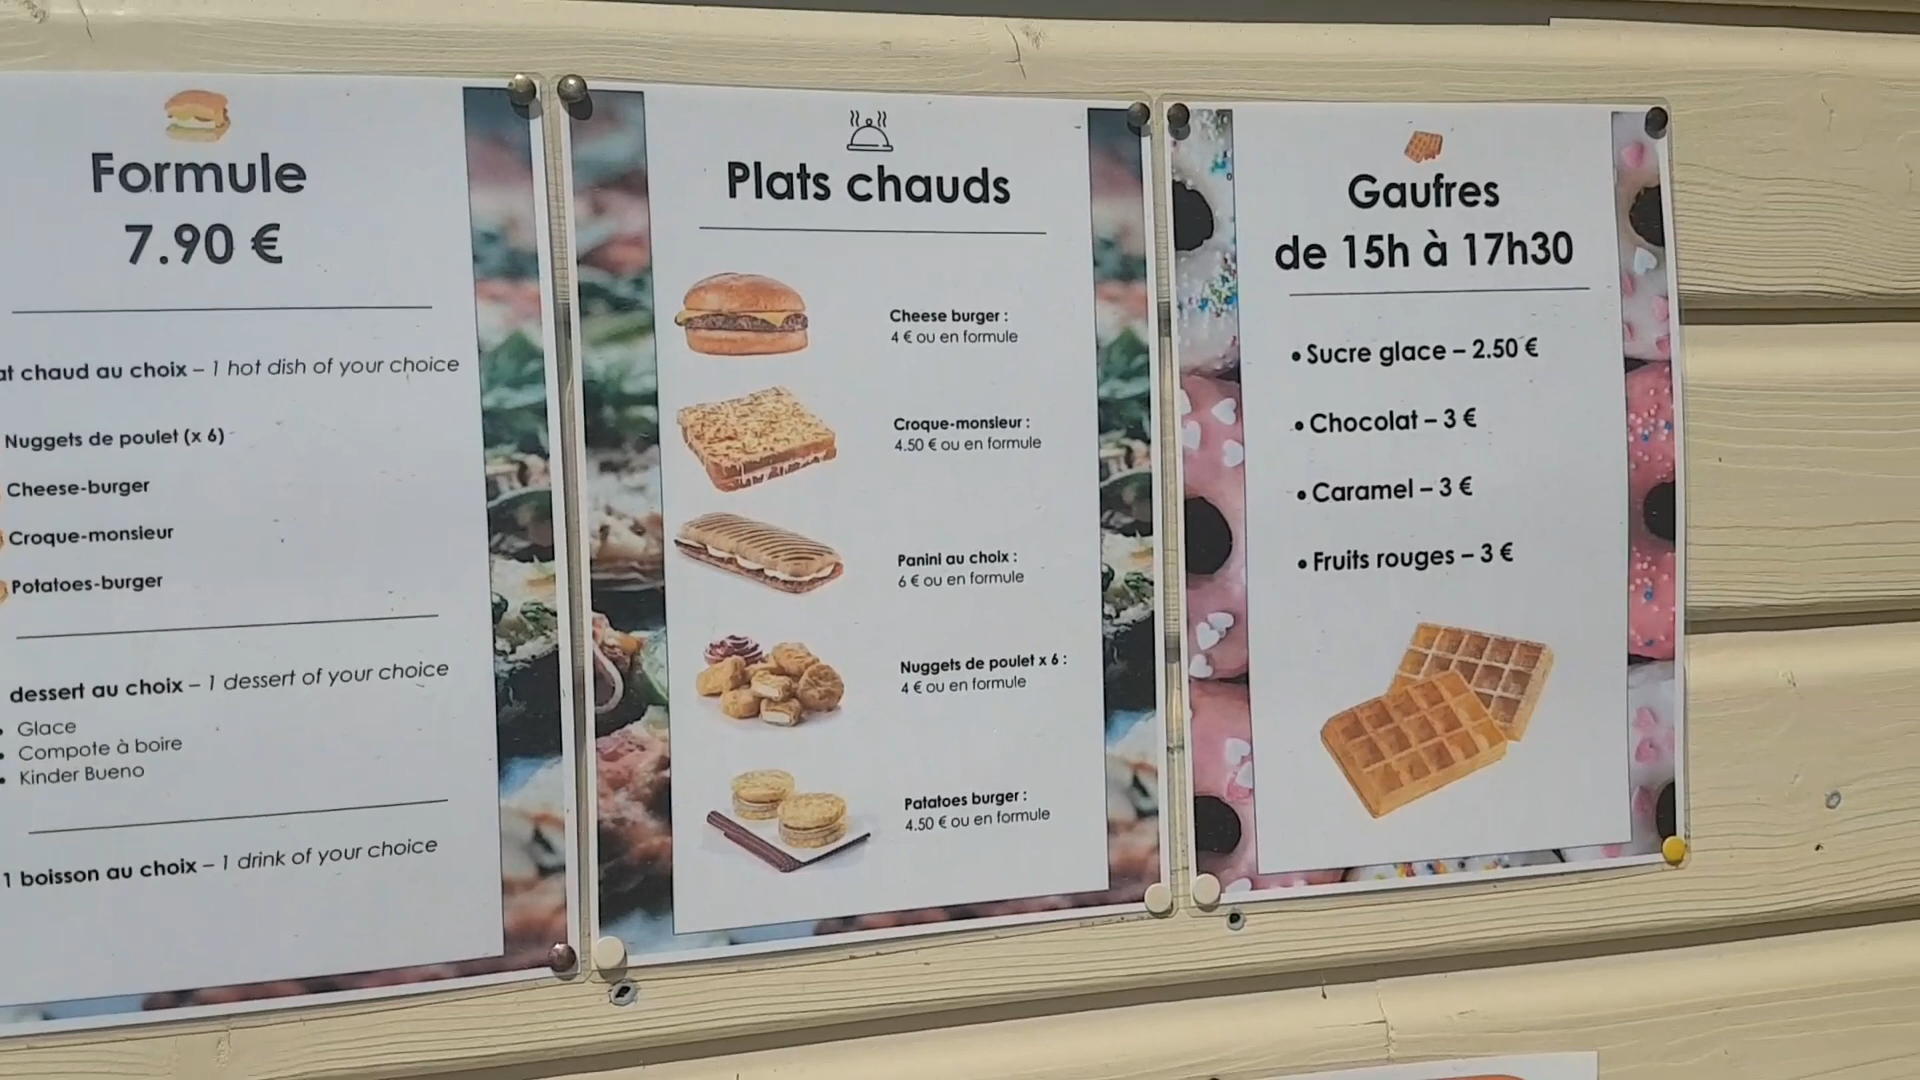 Formule
7.90 €
chaud au choix – 1 hot dish of your choice
Nuggets de poulet (x 6)
Cheese-burger
Croque-monsieur
Potatoes-burger
dessert au choix – 1 dessert of your choice
• Glace
• Compote à boire
• Kinder Bueno
1 boisson au choix – 1 drink of your choice
Plats chauds
Cheese burger :
4 € ou en formule
Croque-monsieur :
4.50 € ou en formule
Panini au choix :
6 € ou en formule
Nuggets de poulet x 6 :
4 € ou en formule
Patatoes burger :
4.50 € ou en formule
Gaufres
de 15h à 17h30
• Sucre glace – 2.50 €
• Chocolat – 3 €
• Caramel – 3 €
• Fruits rouges – 3 €